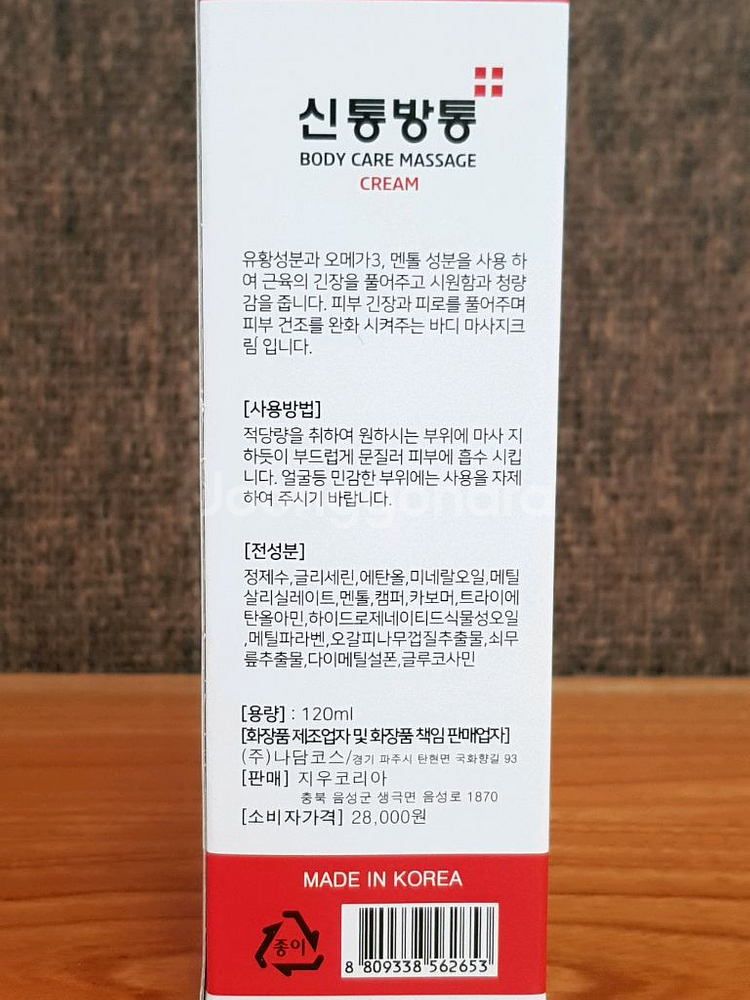 신통방통
BODY CARE MASSAGE
CREAM
유황성분과 오메가3, 멘톨 성분을 사용 하
여 근육의 긴장을 풀어주고 시원함과 청량
감을 줍니다. 피부 긴장과 피로를 풀어주며
피부 건조를 완화 시켜주는 바디 마사지크
림 입니다.
[사용방법]
적당량을 취하여 원하시는 부위에 마사 지
하듯이 부드럽게 문질러 피부에 흡수 시킵
니다. 얼굴등 민감한 부위에는 사용을 자제
하여 주시기 바랍니다.
Joonggonara
[전성분]
정제수,글리세린,에탄올,미네랄오일,메틸
살리실레이트,멘톨,캠퍼,카보머,트라이에
탄올아민,하이드로제네이티드식물성오일
,메틸파라벤,오갈피나무껍질추출물,쇠무
릎추출물,다이메틸설폰,글루코사민
[용량] : 120ml
[화장품 제조업자 및 화장품 책임 판매업자]
(주)나담코스/경기 파주시 탄현면 국화향길 93
[판매] 지우코리아
충북 음성군 생극면 음성로 1870
[소비자가격] 28,000원
MADE IN KOREA
종이
8 809338 562653